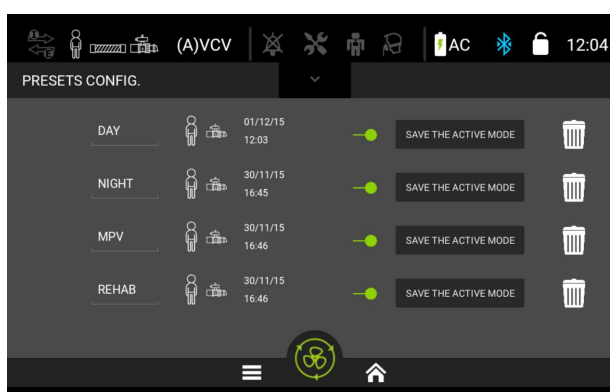 (A)VCV AC 12:04
PRESETS CONFIG.
DAY 01/12/15 SAVE THE ACTIVE MODE
12:03
NIGHT 30/11/15 SAVE THE ACTIVE MODE
16:45
MPV 30/11/15 SAVE THE ACTIVE MODE
16:46
REHAB 30/11/15 SAVE THE ACTIVE MODE
16:46